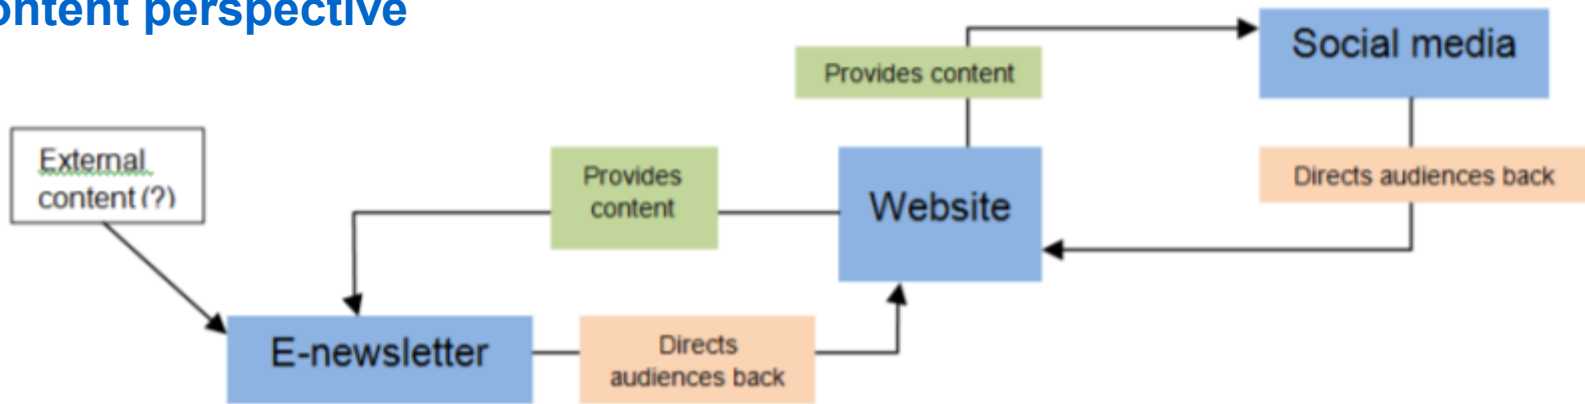 ontent perspective
Provides content
Social media
External
content (?)
Provides
content
Website
Directs audiences back
E-newsletter
Directs
audiences back